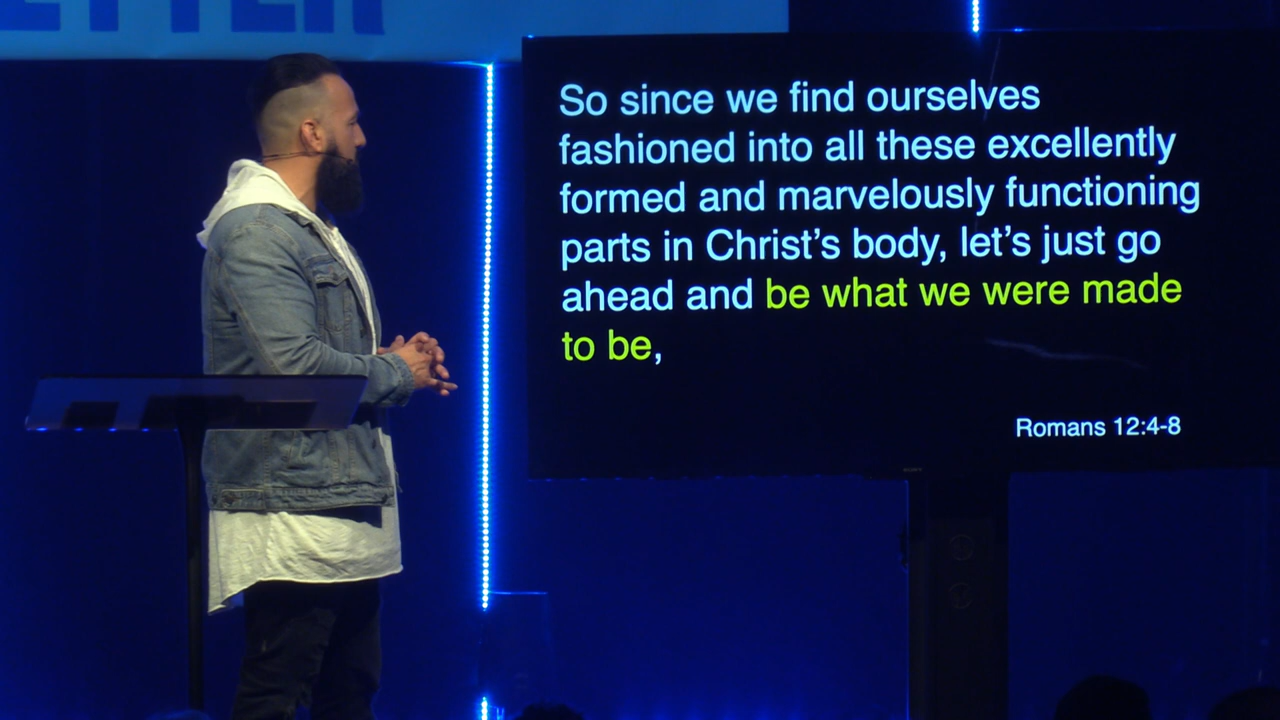 So since we find ourselves
fashioned into all these excellently
formed and marvelously functioning
parts in Christ’s body, let’s just go
ahead and be what we were made
to be,
Romans 12:4-8